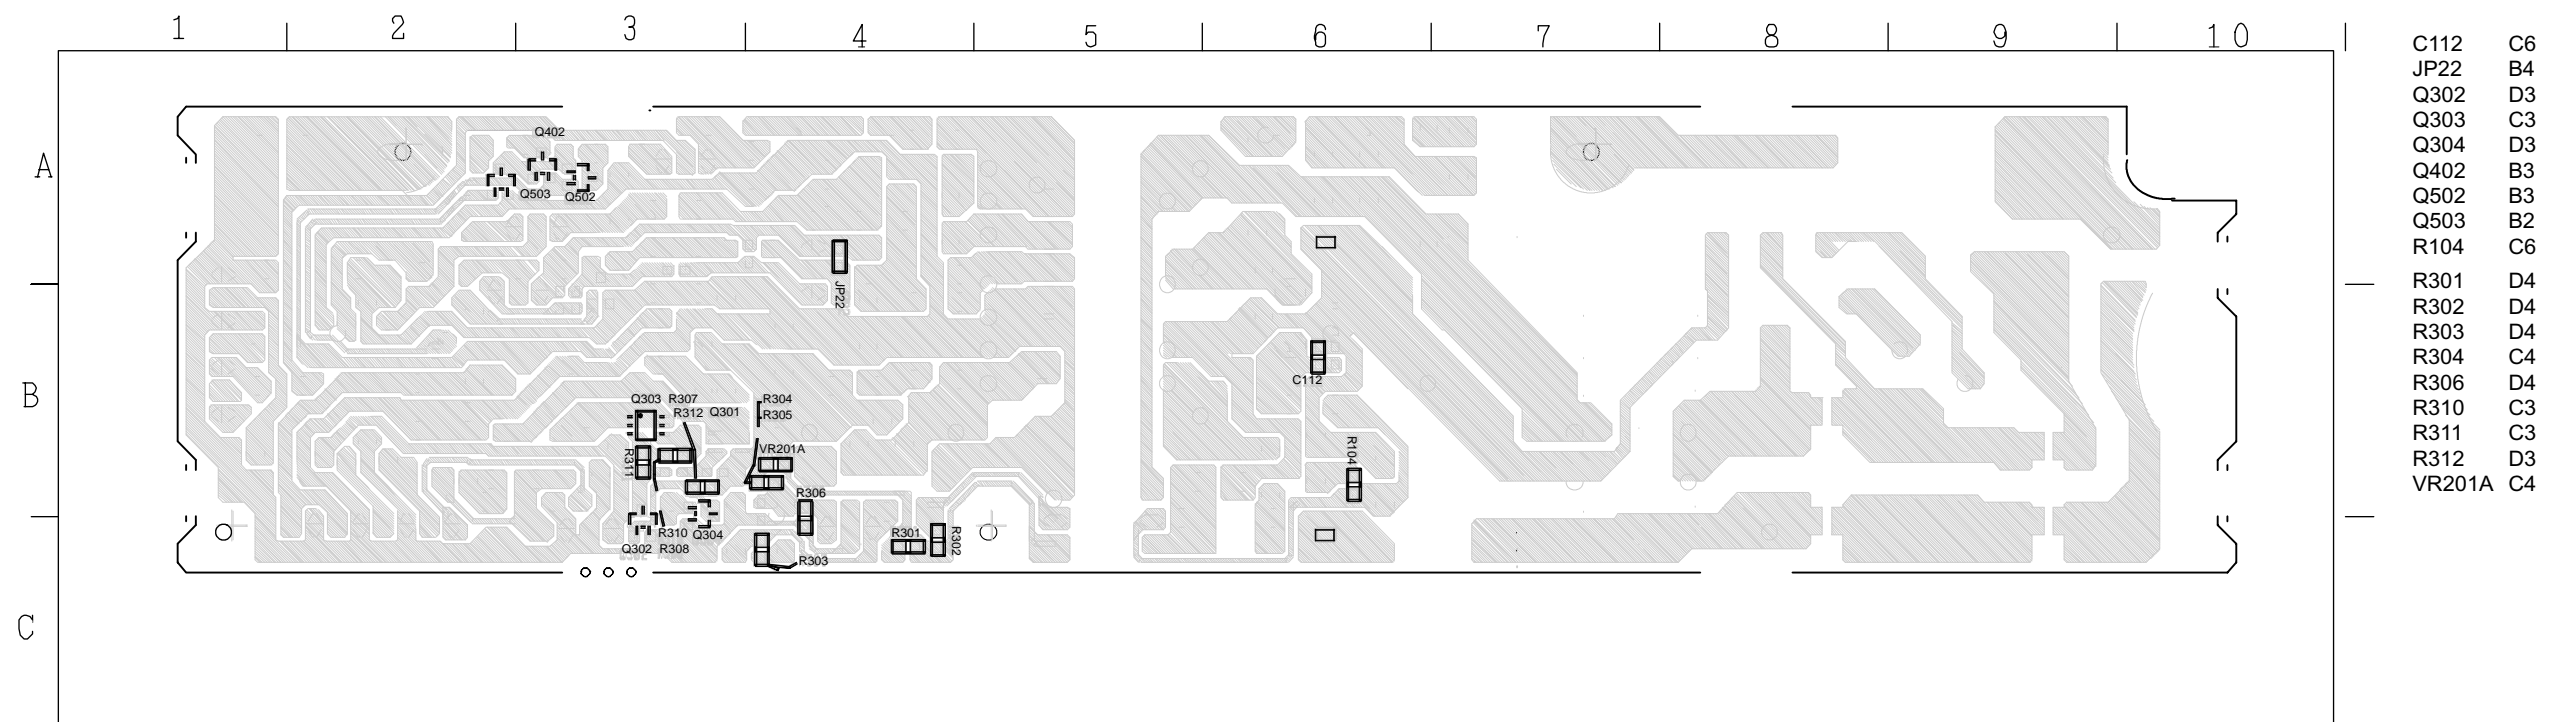 1 2 3 4 5 6 7 8 9 10
A
B
C
Q402
Q503
Q502
JP22
C112
Q303 R307
R312 Q301
R304
R305
R311
VR201A
R104
R306
R310
Q304
Q302
R308
R301
R302
R303
C112 C6
JP22 B4
Q302 D3
Q303 C3
Q304 D3
Q402 B3
Q502 B3
Q503 B2
R104 C6
R301 D4
R302 D4
R303 D4
R304 C4
R306 D4
R310 C3
R311 C3
R312 D3
VR201A C4